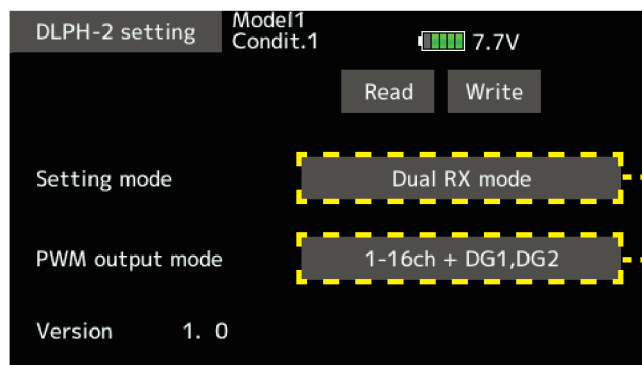 DLPH-2 setting
Model1
Condit.1
7.7V
Read
Write
Setting mode
Dual RX mode
PWM output mode
1-16ch + DG1,DG2
Version 1. 0